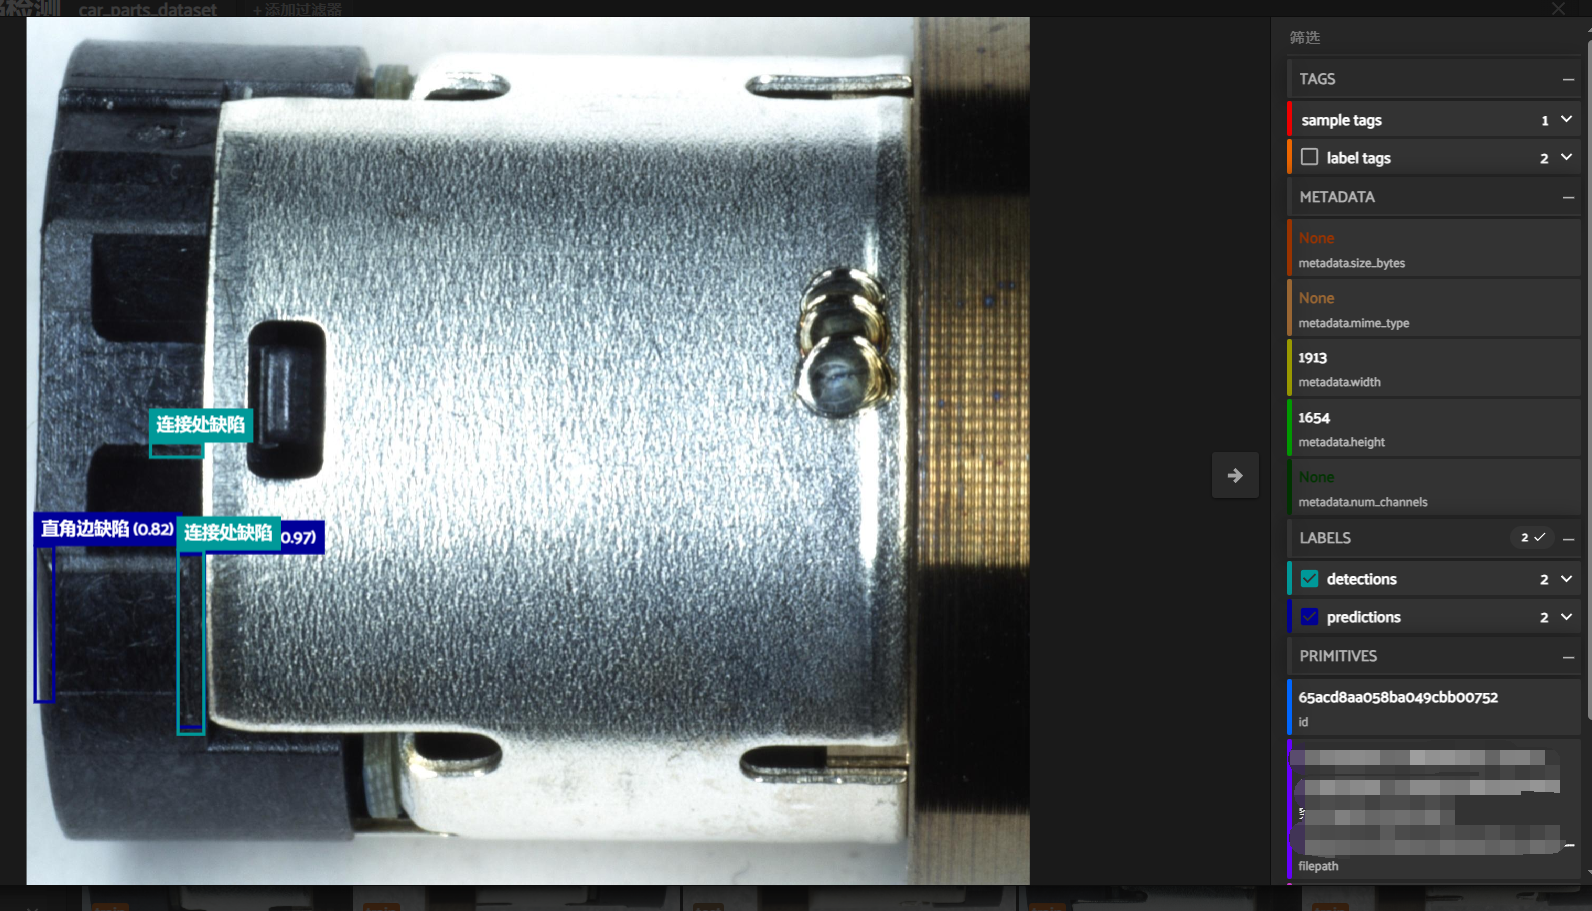 检测
car_parts_dataset
+ 添加过滤器
筛选
TAGS
sample tags 1
label tags 2
METADATA
None
metadata.size_bytes
None
metadata.mime_type
1913
metadata.width
1654
metadata.height
None
metadata.num_channels
LABELS 2
detections 2
predictions 2
PRIMITIVES
65acd8aa058ba049cbb00752
id
filepath
连接处缺陷
直角边缺陷 (0.82)
连接处缺陷
0.97)